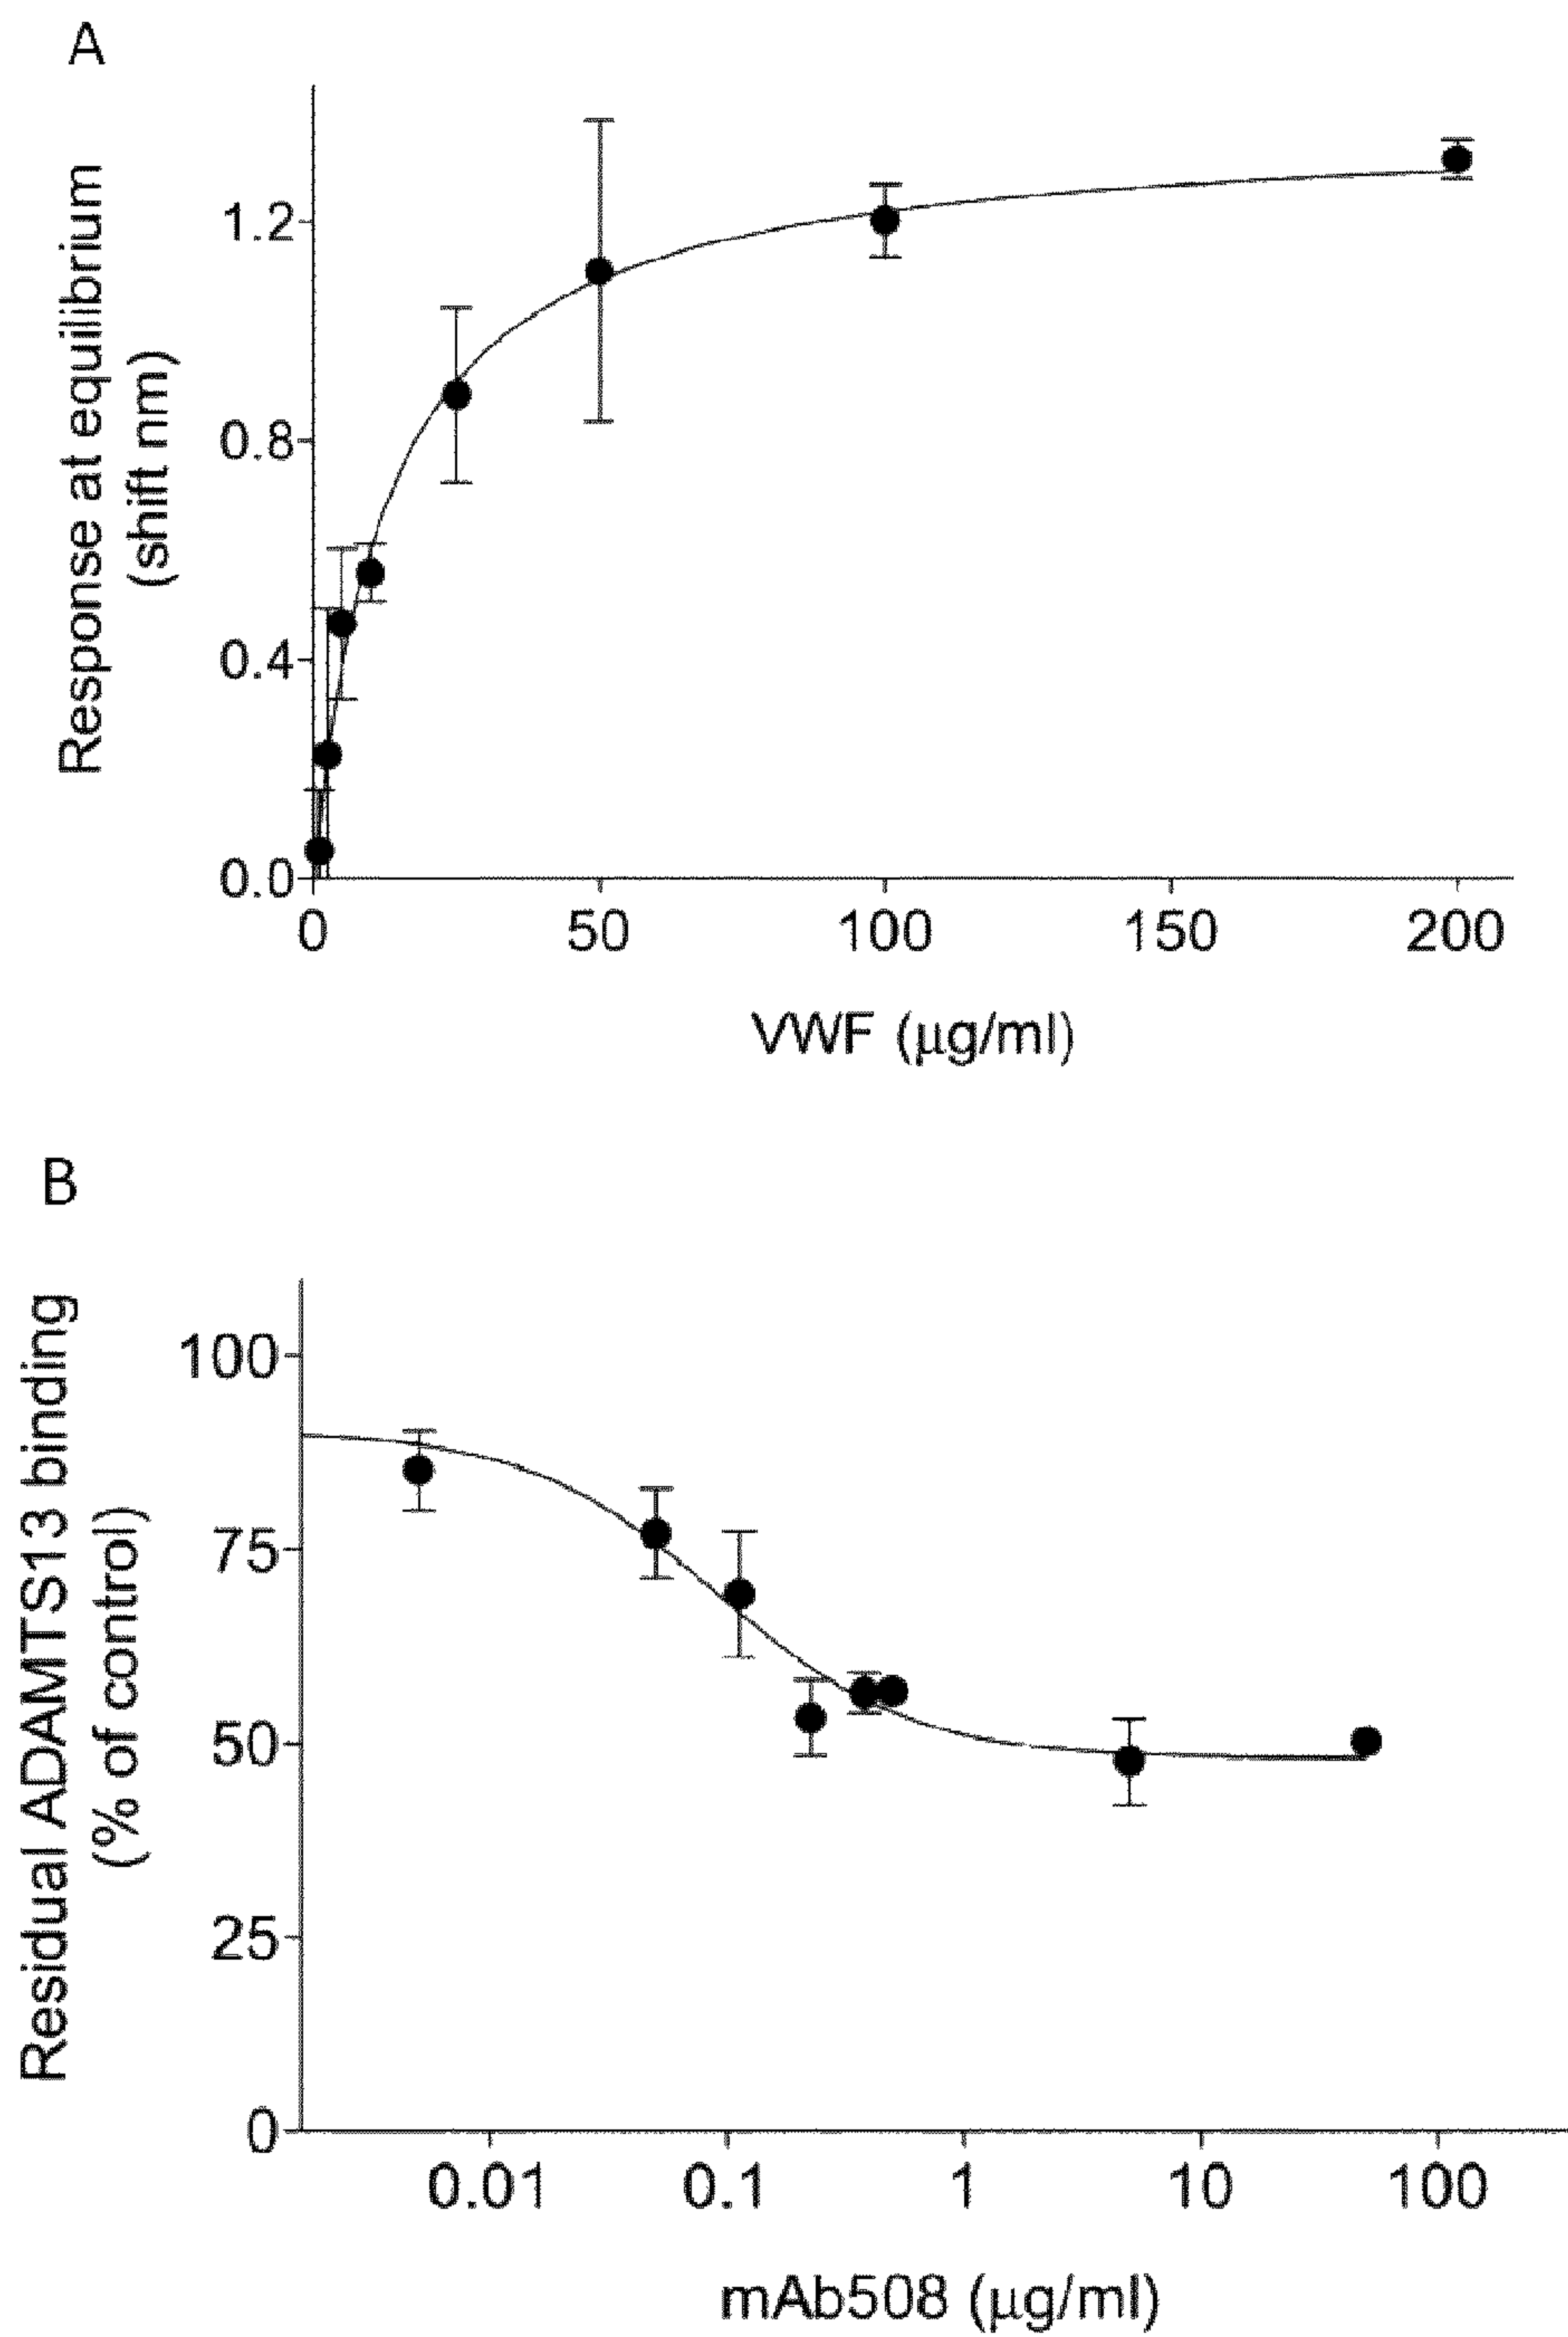 A
Response at equilibrium
(shift nm)
1.2
0.8
0.4
0.0
0 50 100 150 200
VWF (μg/ml)
B
Residual ADAMTS13 binding
(% of control)
100
75
50
25
0
0.01 0.1 1 10 100
mAb508 (μg/ml)